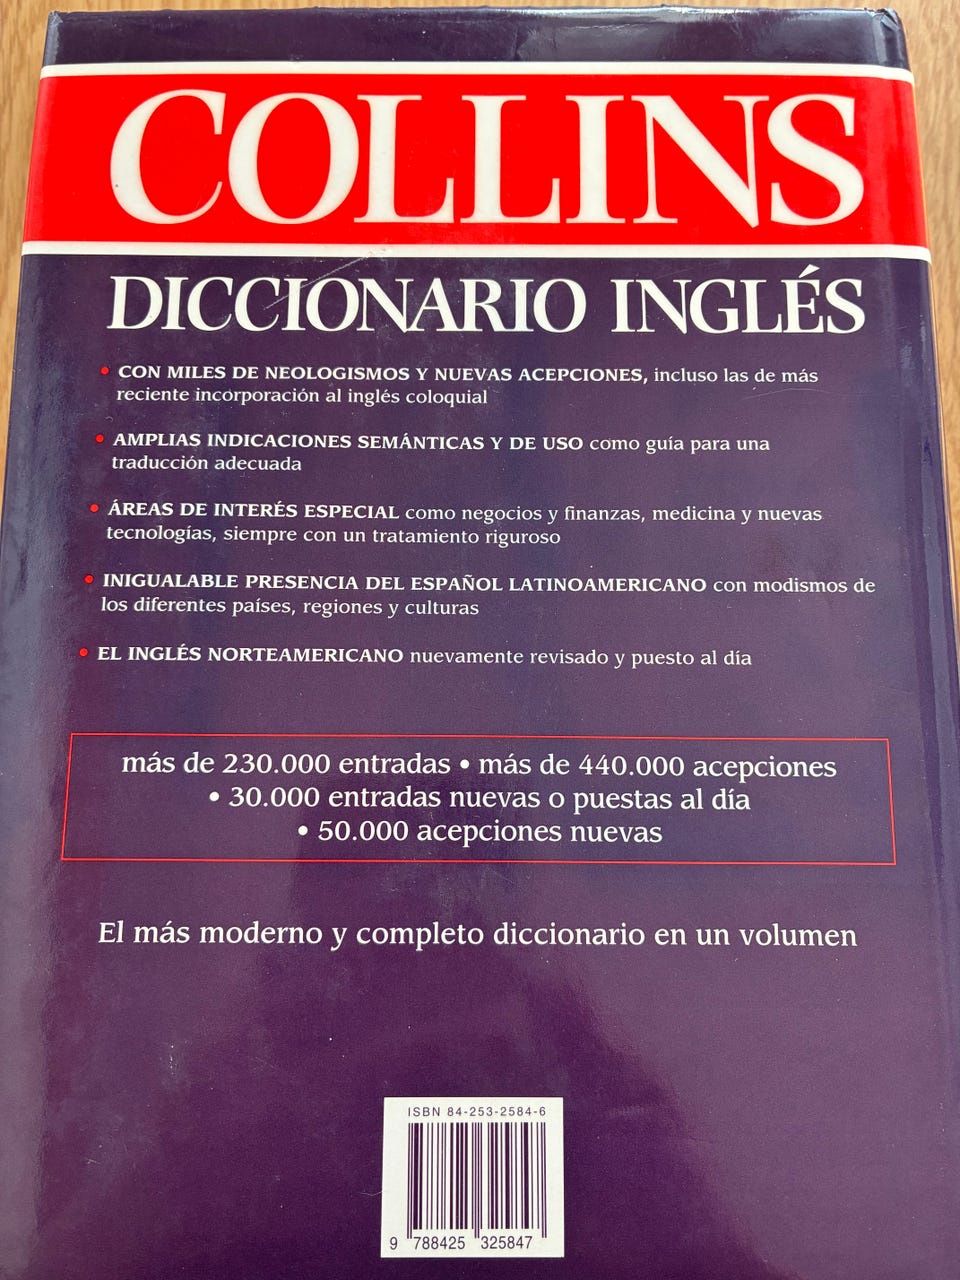 COLLINS
DICCIONARIO INGLÉS
• CON MILES DE NEOLOGISMOS Y NUEVAS ACEPCIONES, incluso las de más
reciente incorporación al inglés coloquial
• AMPLIAS INDICACIONES SEMÁNTICAS Y DE USO como guía para una
traducción adecuada
• ÁREAS DE INTERÉS ESPECIAL como negocios y finanzas, medicina y nuevas
tecnologías, siempre con un tratamiento riguroso
• INIGUALABLE PRESENCIA DEL ESPAÑOL LATINOAMERICANO con modismos de
los diferentes países, regiones y culturas
• EL INGLÉS NORTEAMERICANO nuevamente revisado y puesto al día
más de 230.000 entradas • más de 440.000 acepciones
• 30.000 entradas nuevas o puestas al día
• 50.000 acepciones nuevas
El más moderno y completo diccionario en un volumen
ISBN 84-253-2584-6
9 788425 325847